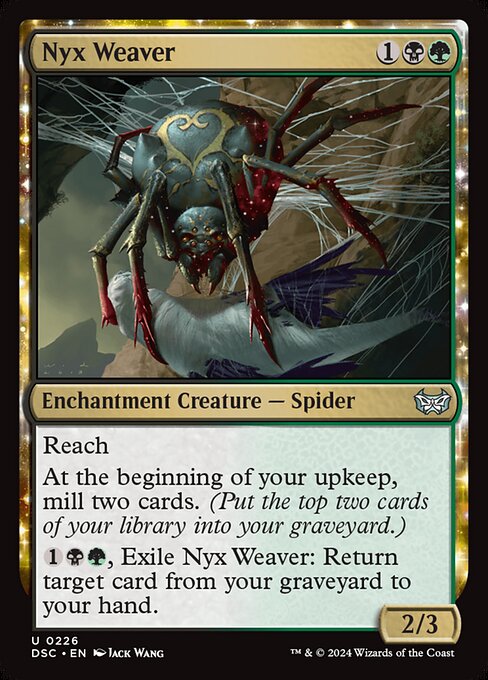 Nyx Weaver 1
Enchantment Creature — Spider
Reach
At the beginning of your upkeep,
mill two cards. (Put the top two cards
of your library into your graveyard.)
1, Exile Nyx Weaver: Return
target card from your graveyard to
your hand.
2/3
U 0226
DSC • EN Jack Wang ™ & © 2024 Wizards of the Coast